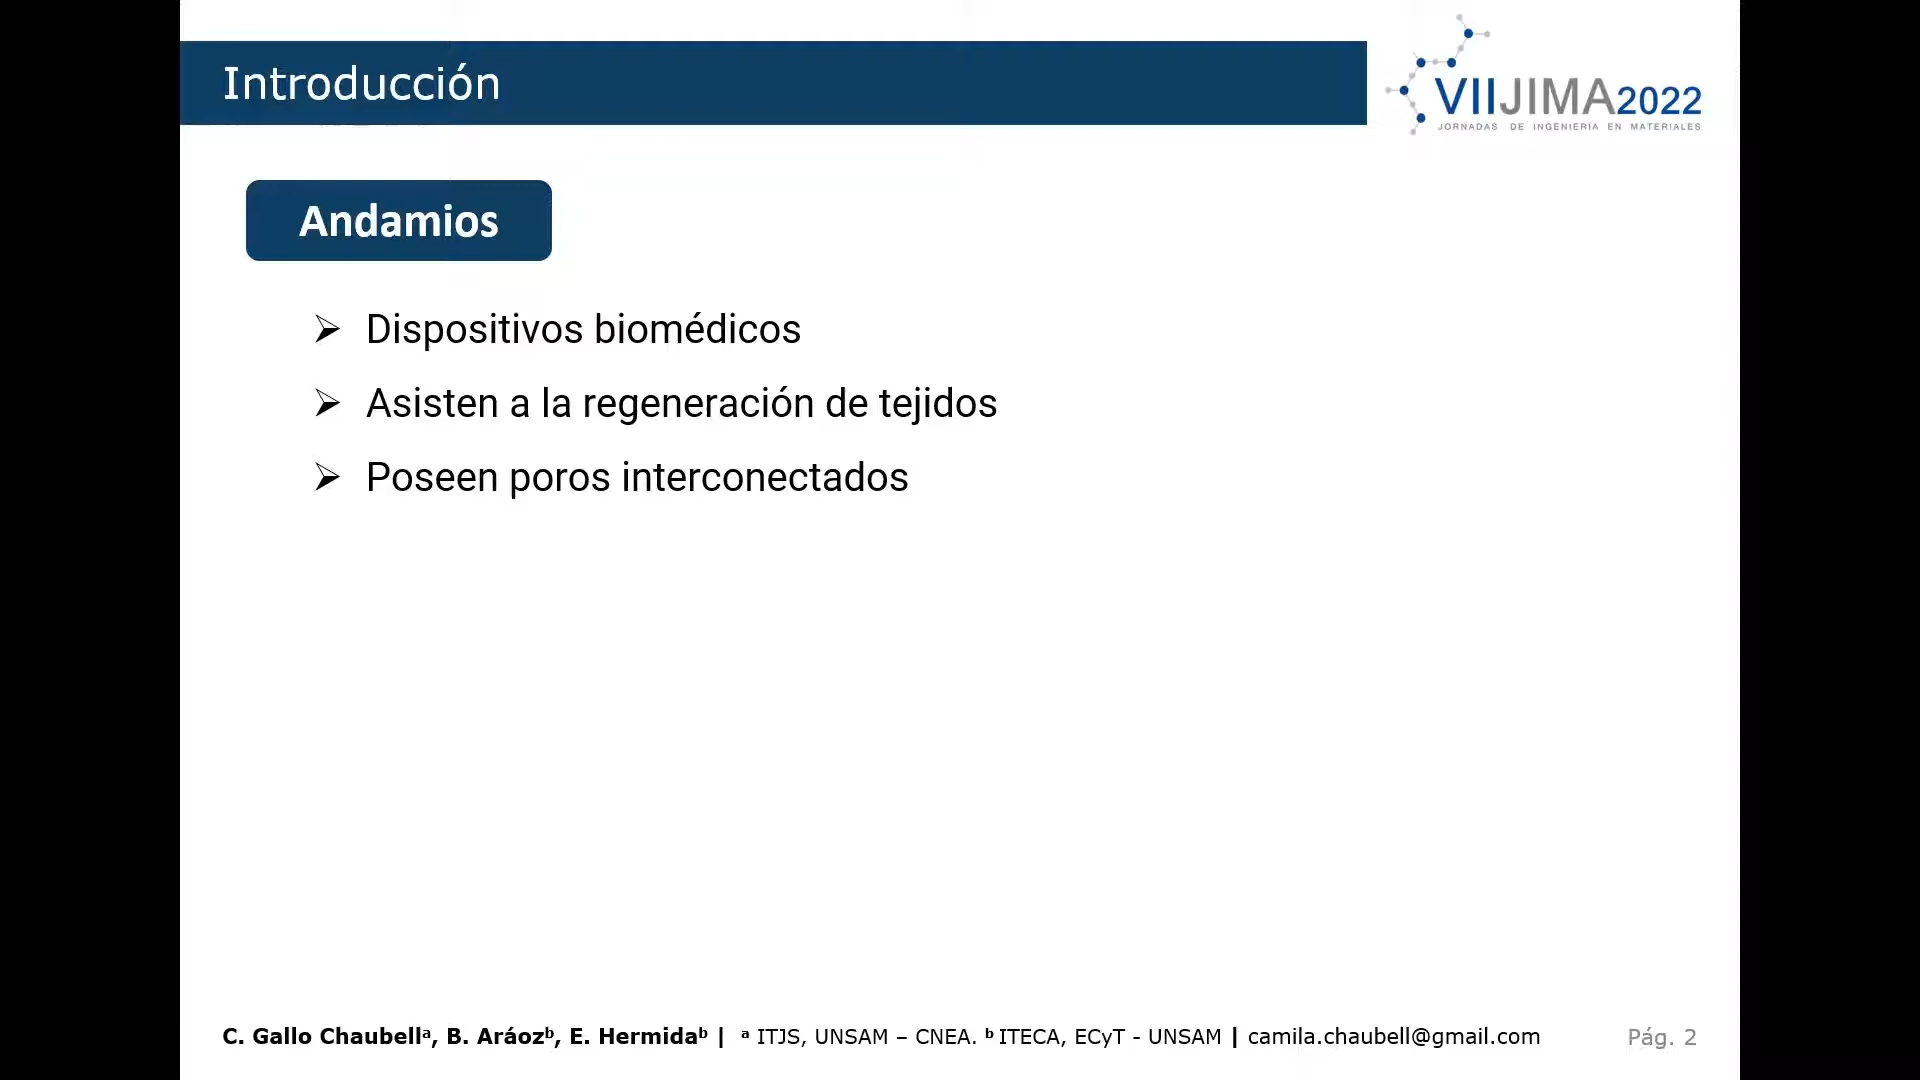 Introducción
VIIJIMA2022
JORNADAS DE INGENIERIA EN MATERIALES
Andamios
➢ Dispositivos biomédicos
➢ Asisten a la regeneración de tejidos
➢ Poseen poros interconectados
C. Gallo Chaubellᵃ, B. Aráozᵇ, E. Hermidaᵇ | ᵃ ITJS, UNSAM – CNEA. ᵇ ITECA, ECyT - UNSAM | camila.chaubell@gmail.com Pág. 2